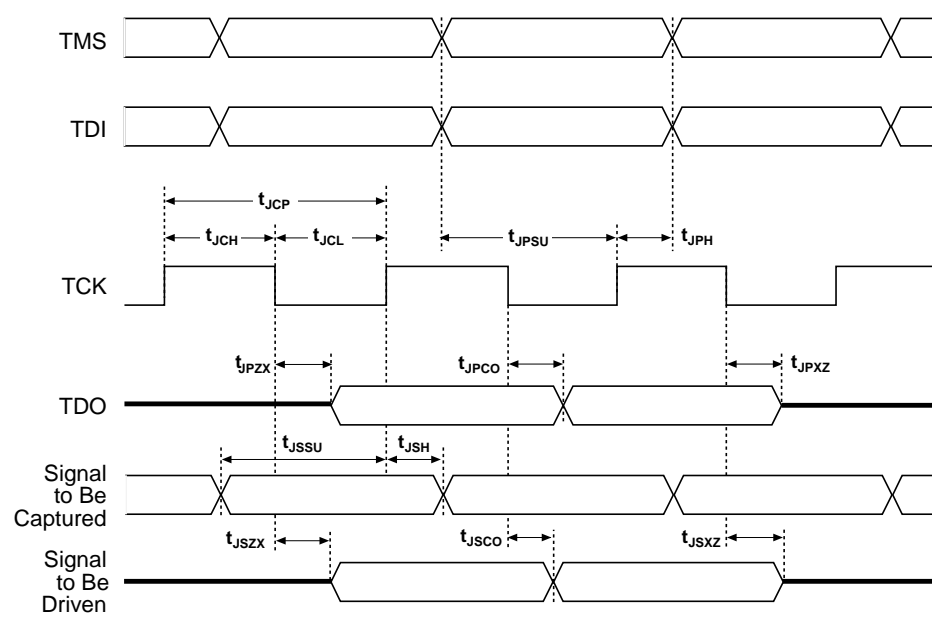 TMS
TDI
tJCP
tJCH tJCL tJPSU tJPH
TCK
tJPZX tJPCO tJPXZ
TDO
tJSSU tJSH
Signal
to Be
Captured
tJSZX tJSCO tJSXZ
Signal
to Be
Driven